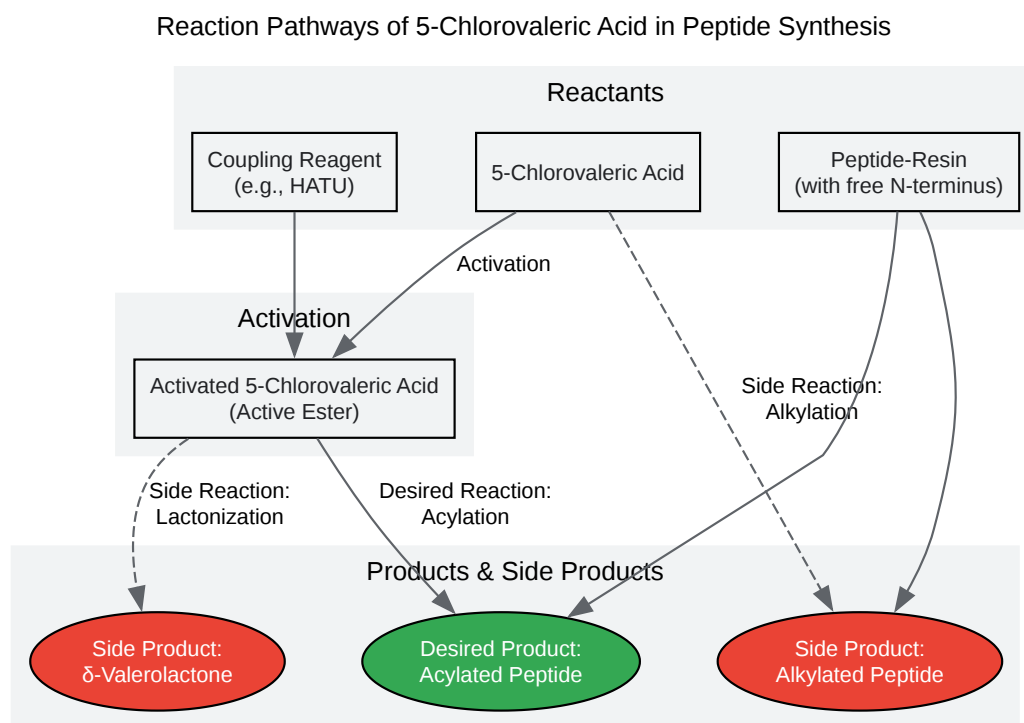 Reaction Pathways of 5-Chlorovaleric Acid in Peptide Synthesis
Reactants
Coupling Reagent
(e.g., HATU)
5-Chlorovaleric Acid
Peptide-Resin
(with free N-terminus)
Activation
Activation
Activated 5-Chlorovaleric Acid
(Active Ester)
Side Reaction:
Alkylation
Side Reaction:
Lactonization
Desired Reaction:
Acylation
Products & Side Products
Side Product:
δ-Valerolactone
Desired Product:
Acylated Peptide
Side Product:
Alkylated Peptide